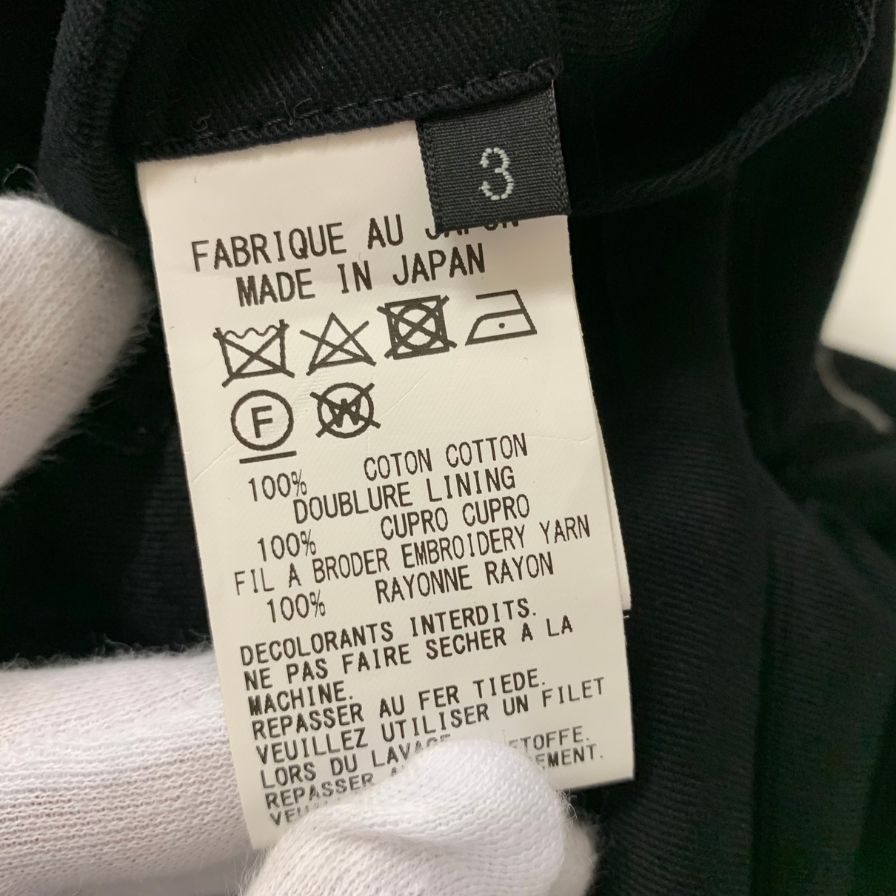 3
FABRIQUE AU JAPON
MADE IN JAPAN
F
W
100% COTON COTTON
DOUBLURE LINING
100% CUPRO CUPRO
FIL A BRODER EMBROIDERY YARN
100% RAYONNE RAYON
DECOLORANTS INTERDITS.
NE PAS FAIRE SECHER A LA
MACHINE.
REPASSER AU FER TIEDE.
VEUILLEZ UTILISER UN FILET
LORS DU
REPASSER